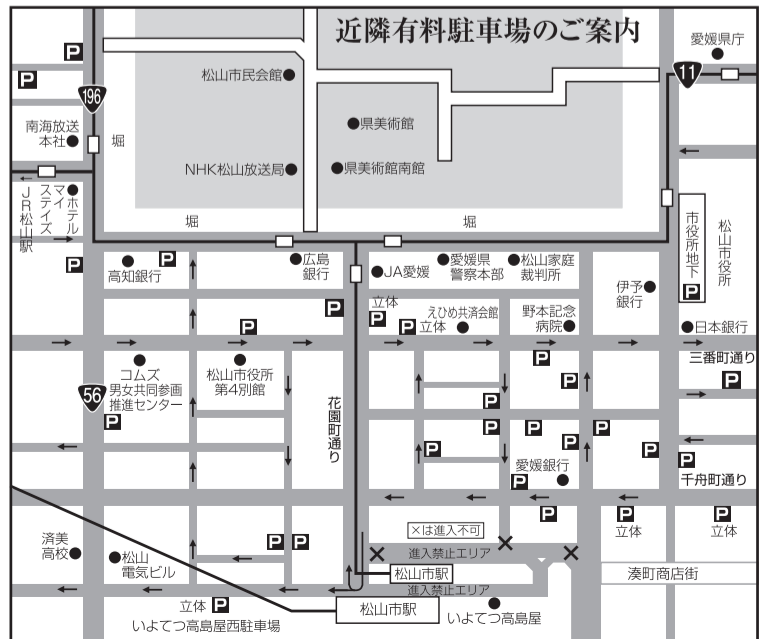 近隣有料駐車場のご案内
愛媛県庁
P
P
松山市民会館
11
196
県美術館
南海放送
本社
堀
NHK松山放送局
県美術館南館
JR松山駅
ホテル
マイ
ステイズ
堀
堀
市役所地下
P
松山市役所
P
高知銀行
P
広島
銀行
JA愛媛
愛媛県
警察本部
松山家庭
裁判所
伊予
銀行
P
立体
P
P
立体
えひめ共済会館
野本記念
病院
P
日本銀行
三番町通り
コムズ
男女共同参画
推進センター
松山市役所
第4別館
P
P
P
56
P
花園町通り
P
P
P
P
P
P
P
P
愛媛銀行
P
千舟町通り
P
P
P
立体
立体
×は進入不可
済美
高校
松山
電気ビル
P
P
進入禁止エリア
松山市駅
進入禁止エリア
湊町商店街
立体
P
いよてつ高島屋西駐車場
松山市駅
いよてつ高島屋